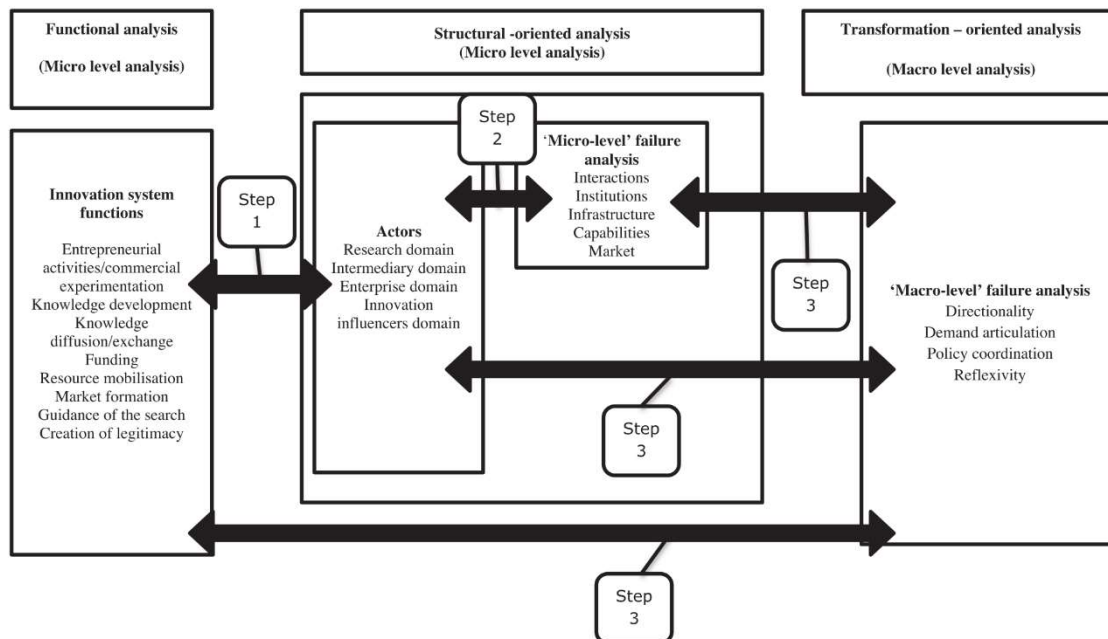 Functional analysis
(Micro level analysis)
Structural -oriented analysis
(Micro level analysis)
Transformation – oriented analysis
(Macro level analysis)
Innovation system
functions
Entrepreneurial
activities/commercial
experimentation
Knowledge development
Knowledge
diffusion/exchange
Funding
Resource mobilisation
Market formation
Guidance of the search
Creation of legitimacy
Step
1
Actors
Research domain
Intermediary domain
Enterprise domain
Innovation
influencers domain
Step
2
‘Micro-level’ failure
analysis
Interactions
Institutions
Infrastructure
Capabilities
Market
Step
3
‘Macro-level’ failure analysis
Directionality
Demand articulation
Policy coordination
Reflexivity
Step
3
Step
3